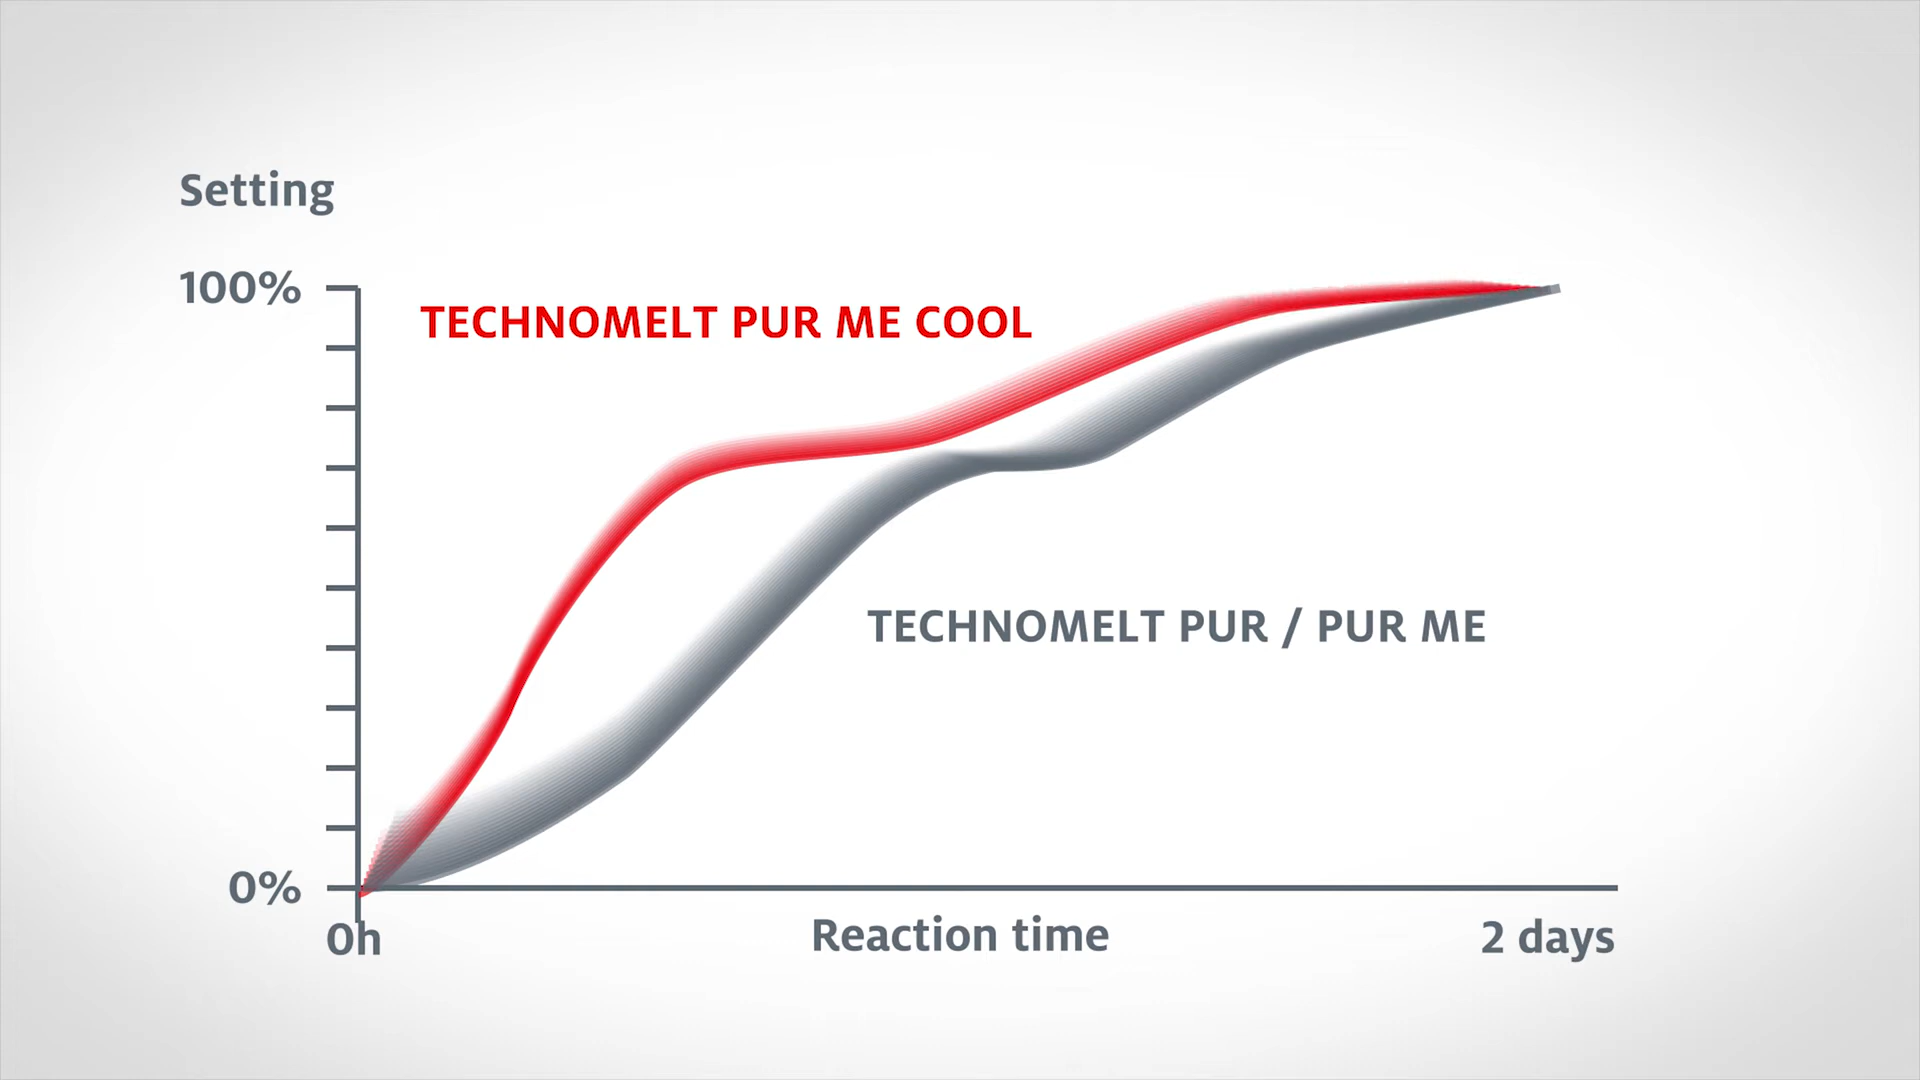 Setting
100%
TECHNOMELT PUR ME COOL
TECHNOMELT PUR / PUR ME
0%
0h
Reaction time
2 days